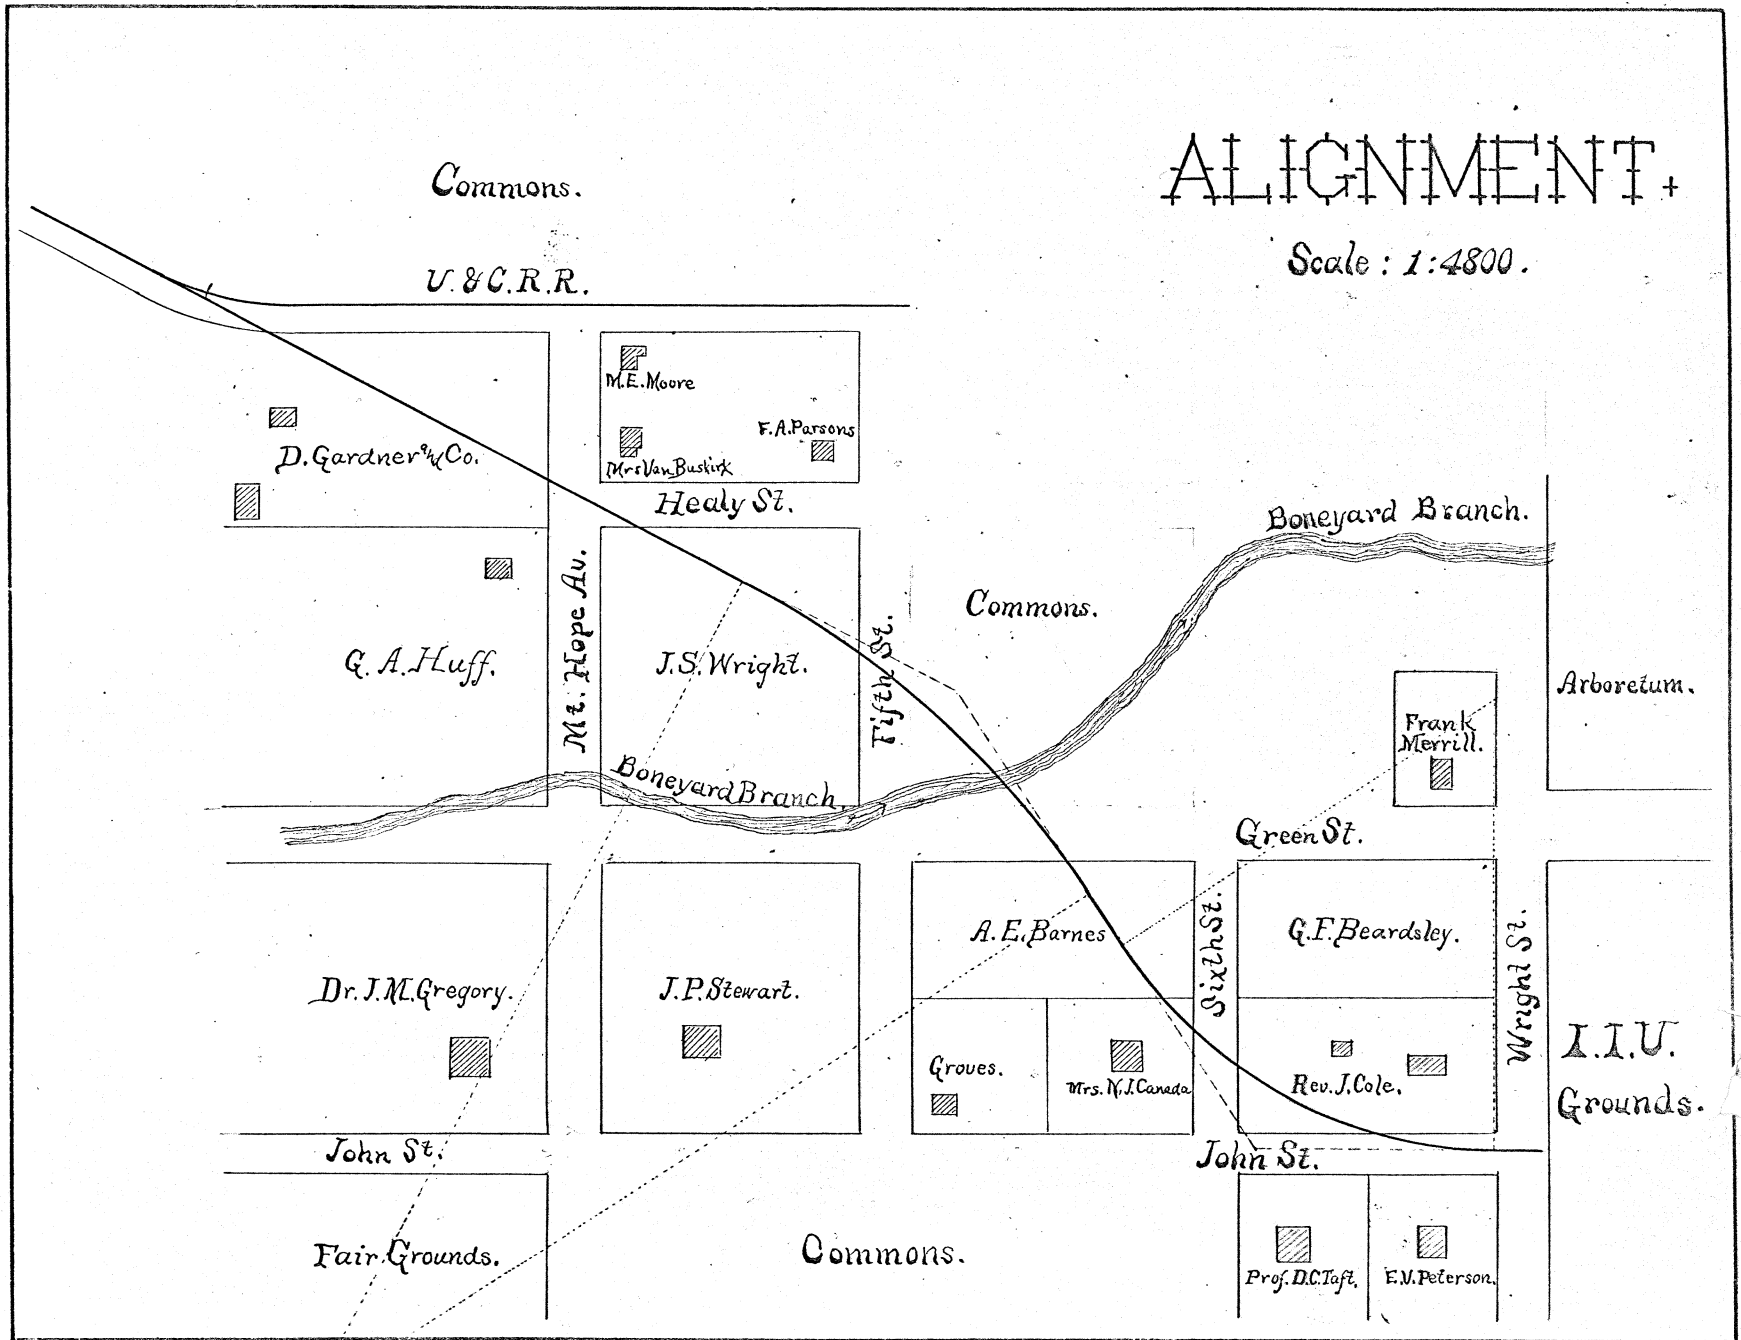 ALIGNMENT.
Scale : 1:4800.
Commons.
U. & C. R. R.
M. E. Moore
F. A. Parsons
D. Gardner and Co.
Mrs Van Buskirk
Healy St.
Boneyard Branch.
Mt. Hope Av.
Fifth St.
Commons.
G. A. Huff.
J. S. Wright.
Arboretum.
Frank
Merrill.
Boneyard Branch.
Green St.
A. E. Barnes
Sixth St.
G. F. Beardsley.
Wright St.
Dr. J. M. Gregory.
J. P. Stewart.
I. I. U.
Grounds.
Groves.
Mrs. N. J. Canada
Rev. J. Cole.
John St.
John St.
Fair Grounds.
Commons.
Prof. D. C. Taft.
E. V. Peterson.